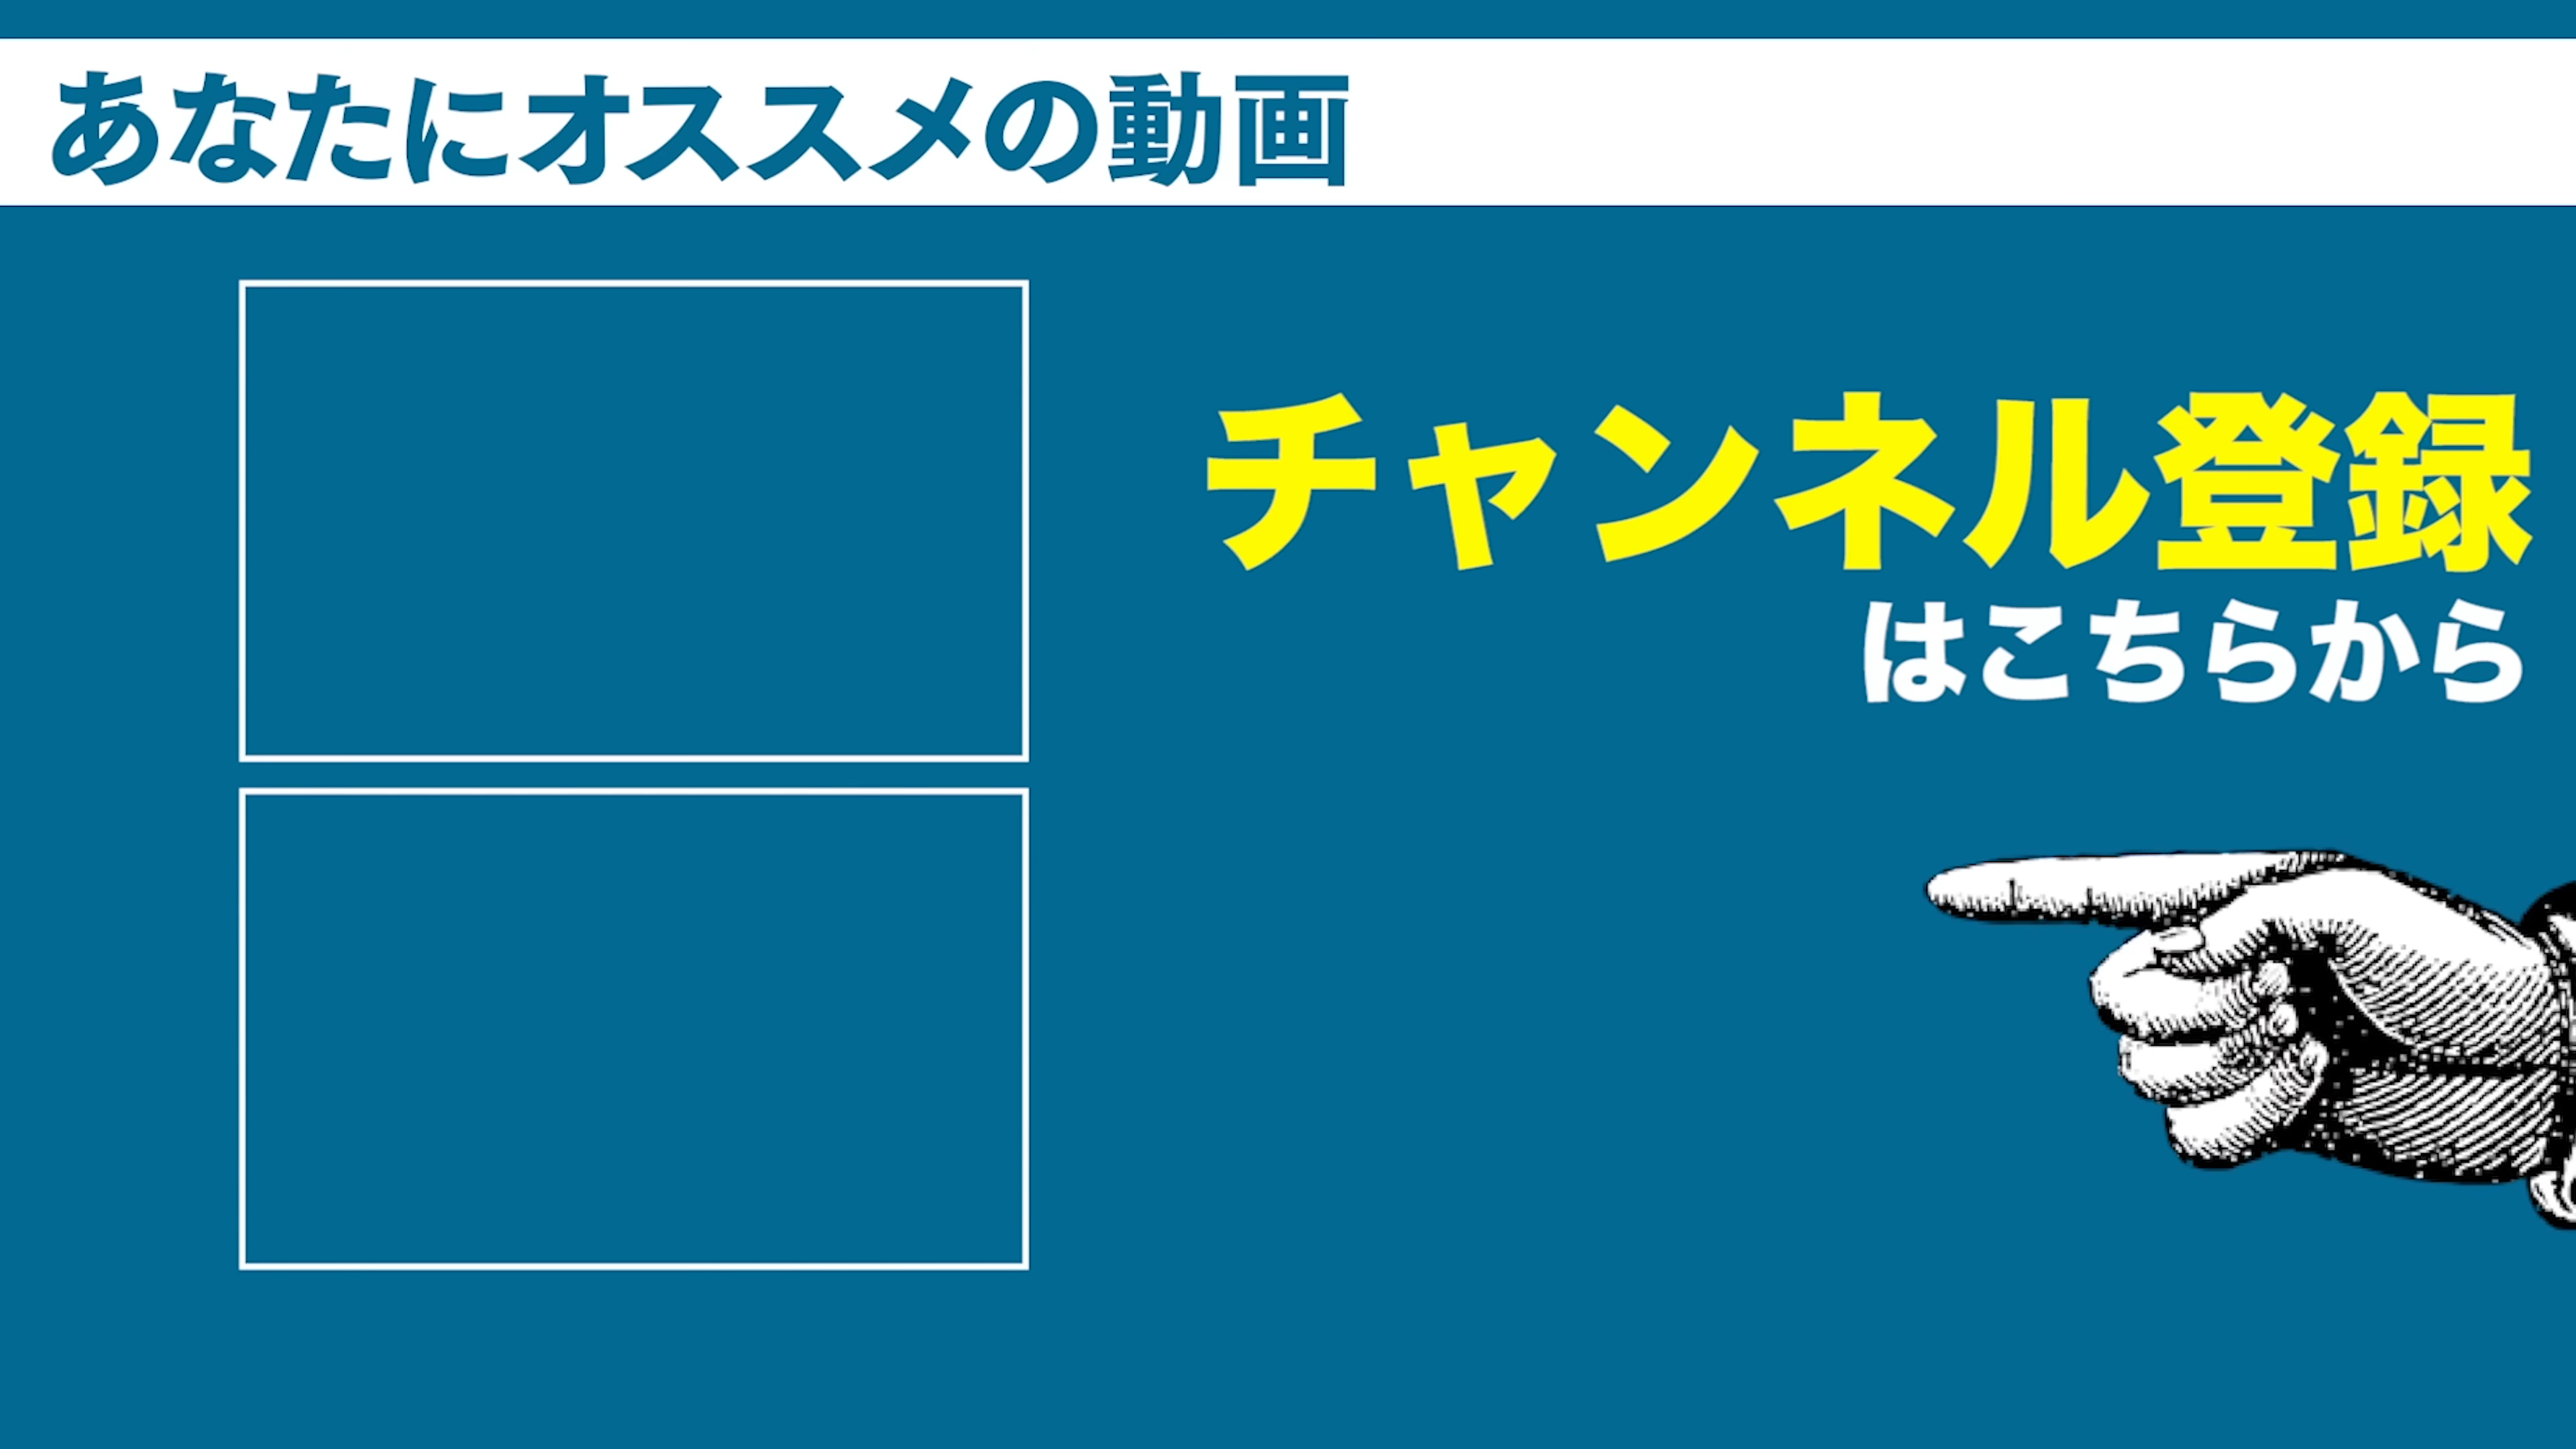 あなたにオススメの動画
チャンネル登録
はこちらから